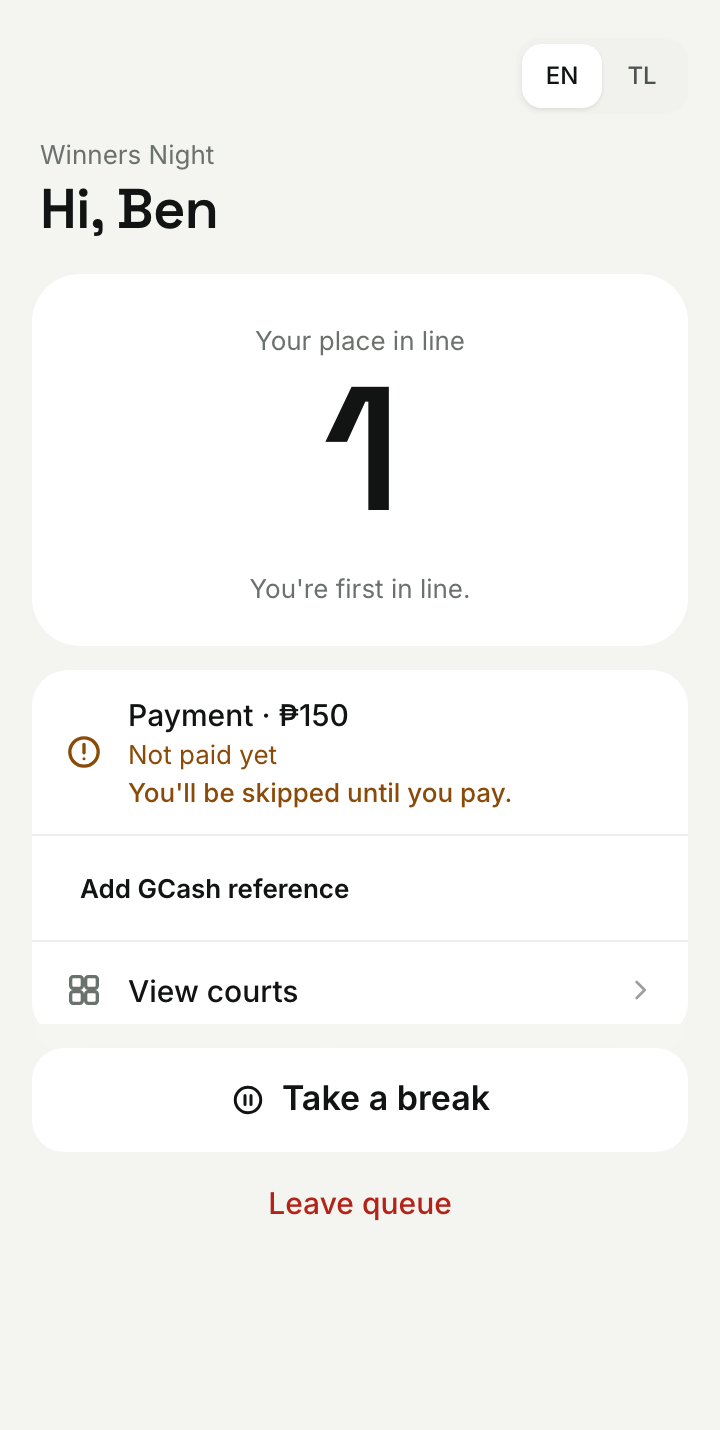 EN TL
Winners Night
Hi, Ben
Your place in line
1
You're first in line.
Payment · ₱150
Not paid yet
You'll be skipped until you pay.
Add GCash reference
View courts
Take a break
Leave queue